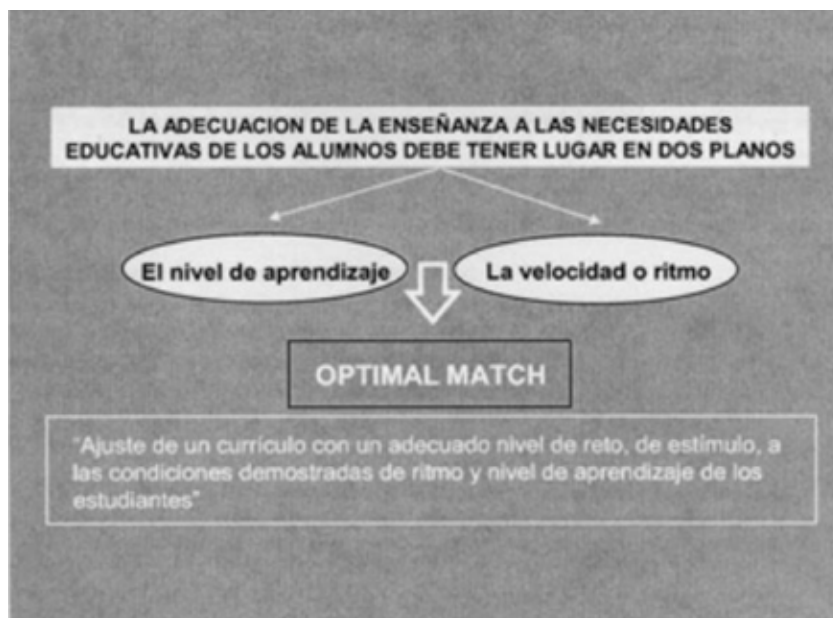 LA ADECUACION DE LA ENSEÑANZA A LAS NECESIDADES
EDUCATIVAS DE LOS ALUMNOS DEBE TENER LUGAR EN DOS PLANOS
El nivel de aprendizaje
La velocidad o ritmo
OPTIMAL MATCH
"Ajuste de un currículo con un adecuado nivel de reto, de estímulo, a
las condiciones demostradas de ritmo y nivel de aprendizaje de los
estudiantes"